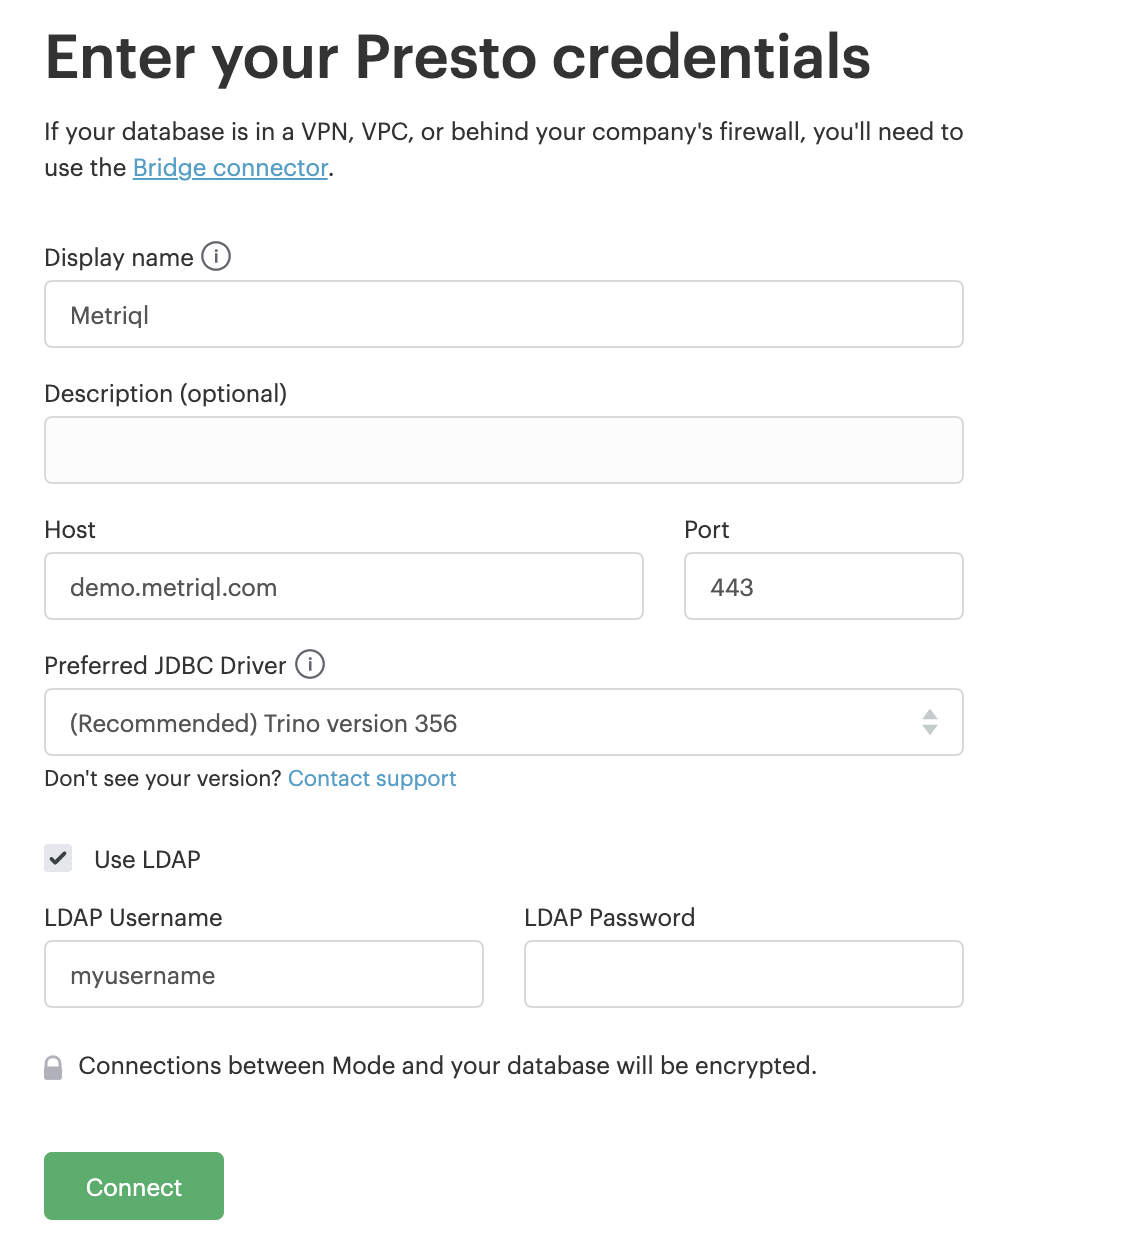 Enter your Presto credentials
If your database is in a VPN, VPC, or behind your company's firewall, you'll need to
use the Bridge connector.
Display name
Metriql
Description (optional)
Host
Port
demo.metriql.com
443
Preferred JDBC Driver
(Recommended) Trino version 356
Don't see your version? Contact support
Use LDAP
LDAP Username
LDAP Password
myusername
Connections between Mode and your database will be encrypted.
Connect